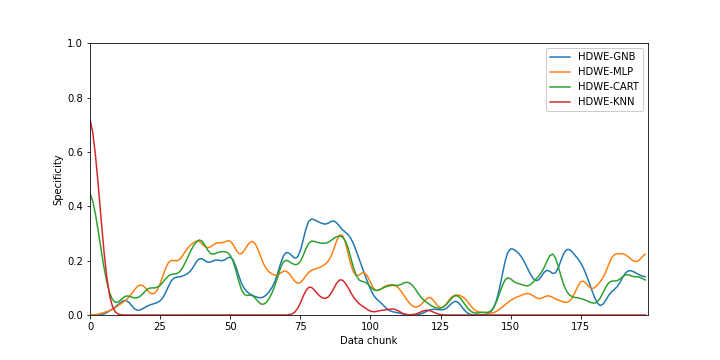 1.0
0.8
0.6
0.4
0.2
0.0
Specificity
0
25
50
75
100
125
150
175
Data chunk
HDWE-GNB
HDWE-MLP
HDWE-CART
HDWE-KNN